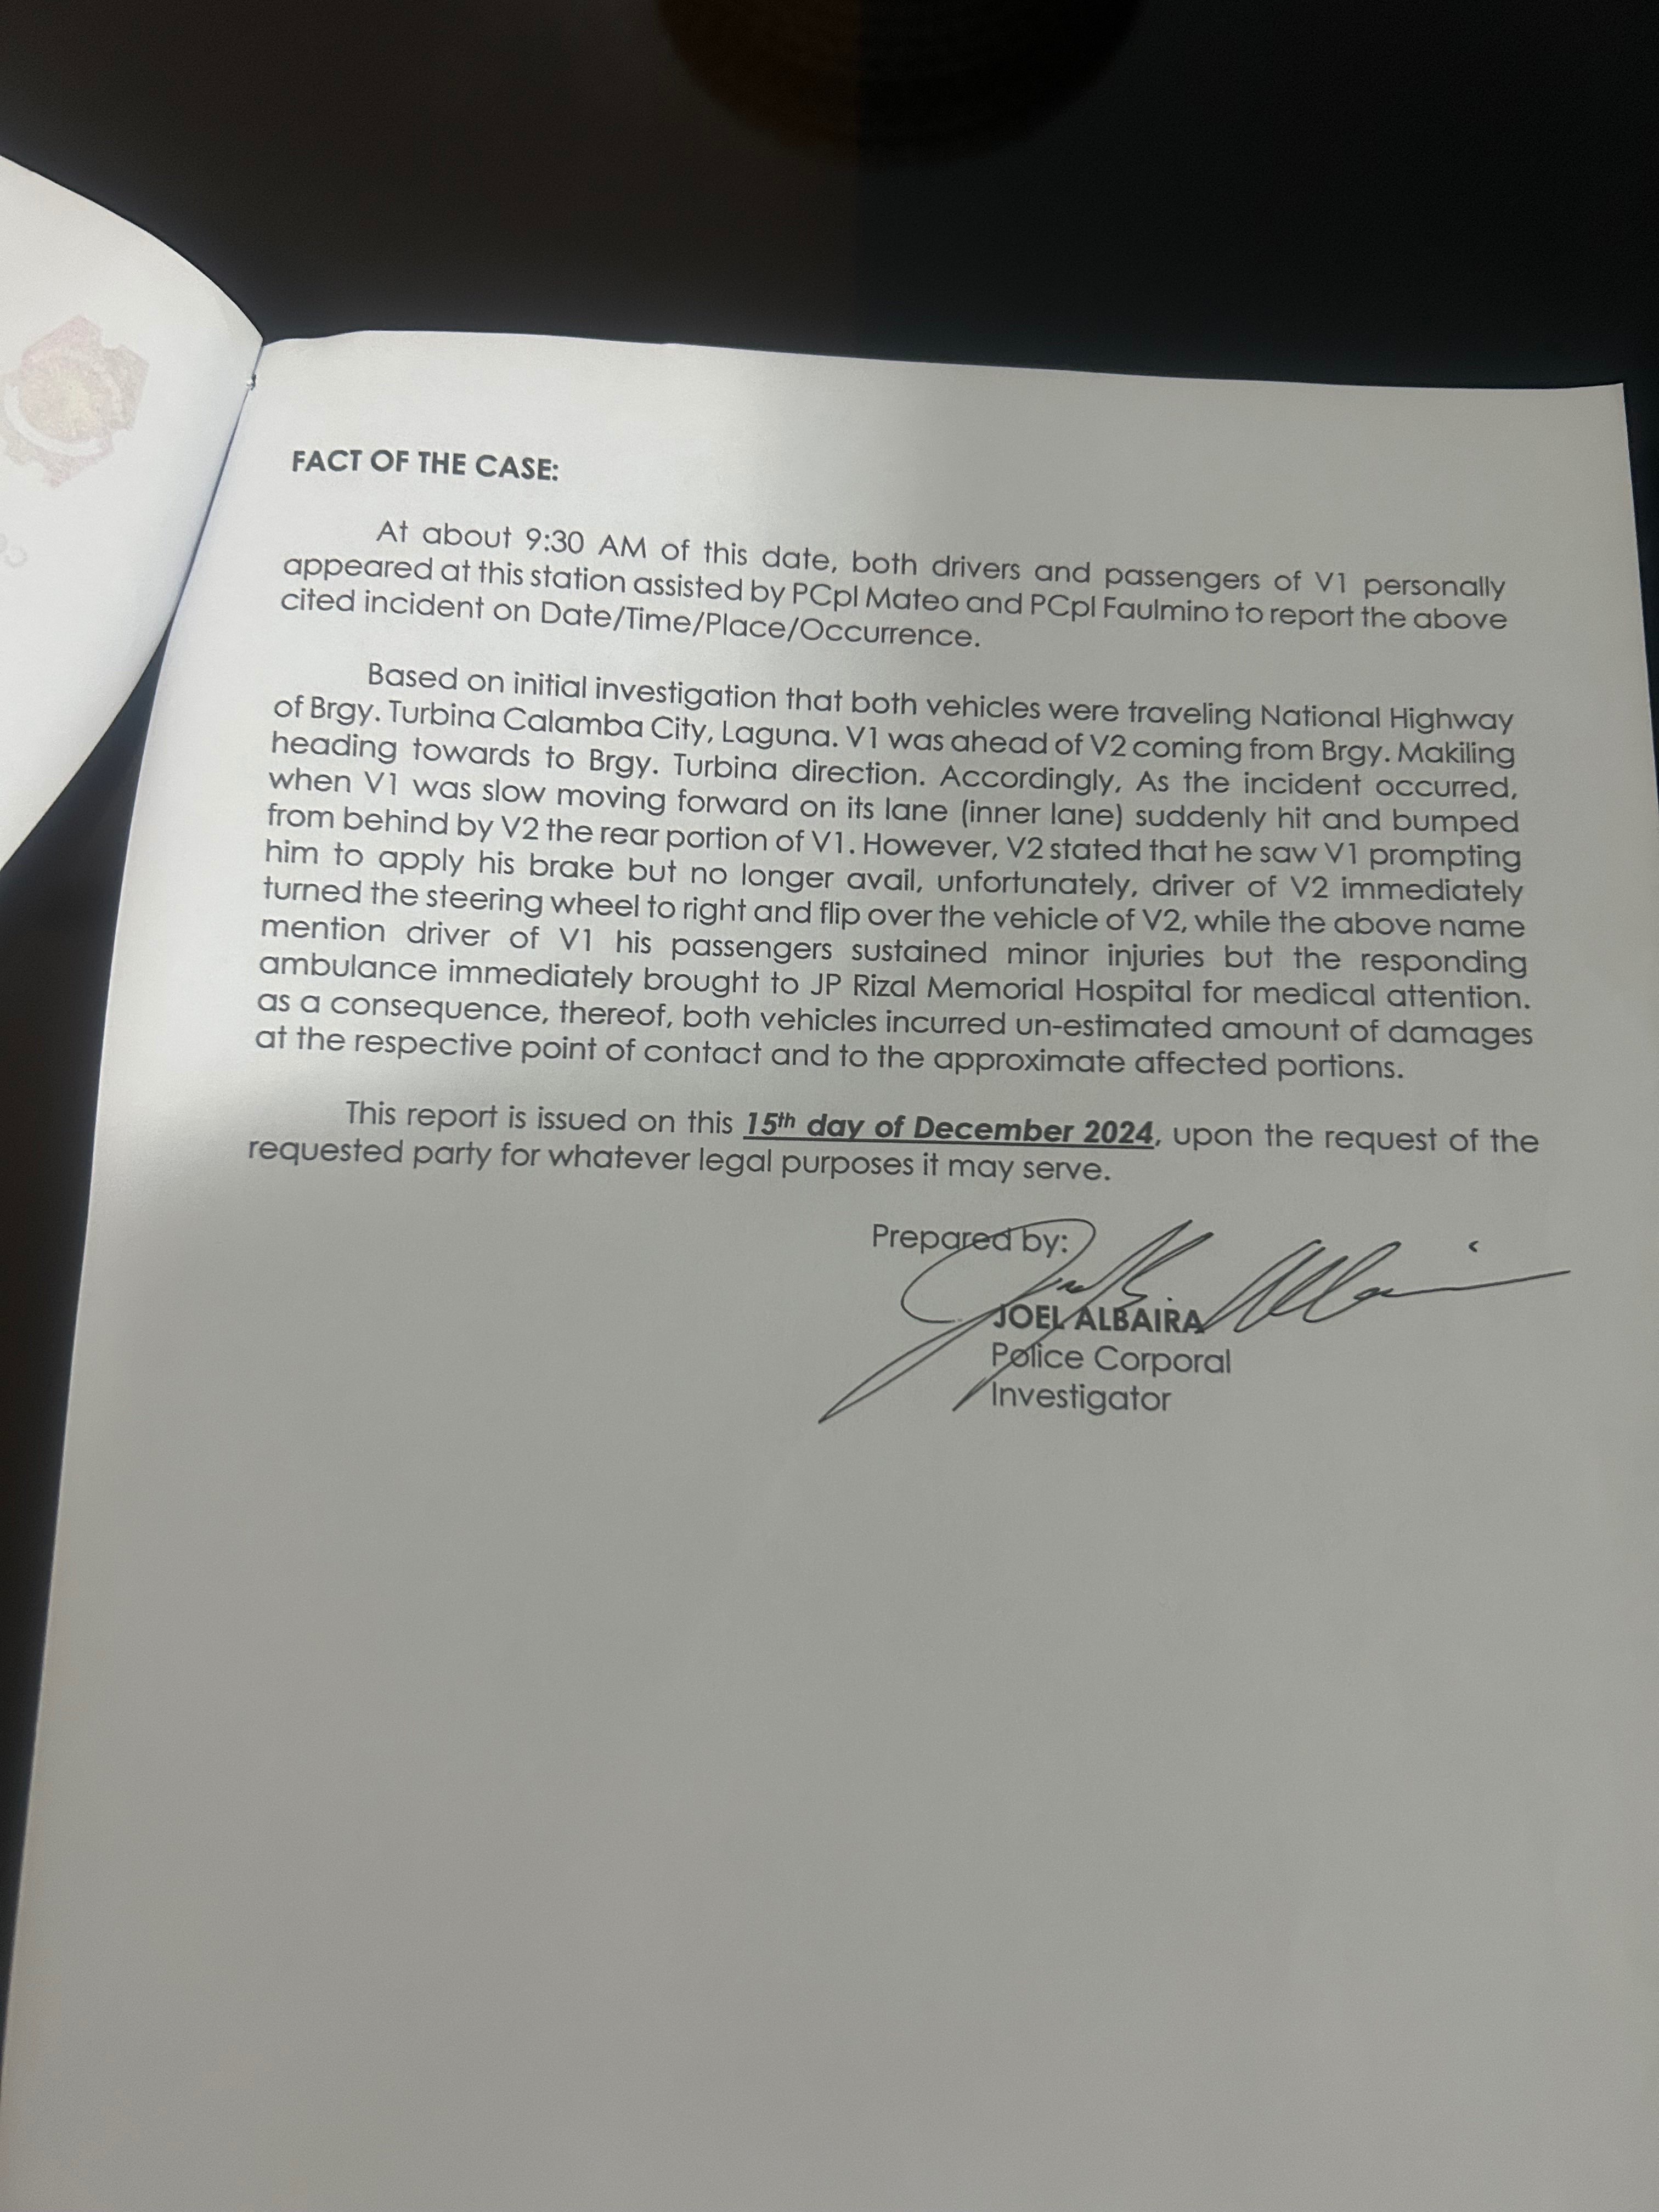 FACT OF THE CASE:
At about 9:30 AM of this date, both drivers and passengers of V1 personally
appeared at this station assisted by PCpl Mateo and PCpl Faulmino to report the above
cited incident on Date/Time/Place/Occurrence.
Based on initial investigation that both vehicles were traveling National Highway
of Brgy. Turbina Calamba City, Laguna. V1 was ahead of V2 coming from Brgy. Makiling
heading towards to Brgy. Turbina direction. Accordingly, As the incident occurred,
when V1 was slow moving forward on its lane (inner lane) suddenly hit and bumped
from behind by V2 the rear portion of V1. However, V2 stated that he saw V1 prompting
him to apply his brake but no longer avail, unfortunately, driver of V2 immediately
turned the steering wheel to right and flip over the vehicle of V2, while the above name
mention driver of V1 his passengers sustained minor injuries but the responding
ambulance immediately brought to JP Rizal Memorial Hospital for medical attention.
as a consequence, thereof, both vehicles incurred un-estimated amount of damages
at the respective point of contact and to the approximate affected portions.
This report is issued on this 15th day of December 2024, upon the request of the
requested party for whatever legal purposes it may serve.
Prepared by:
JOEL ALBAIRA
Police Corporal
Investigator